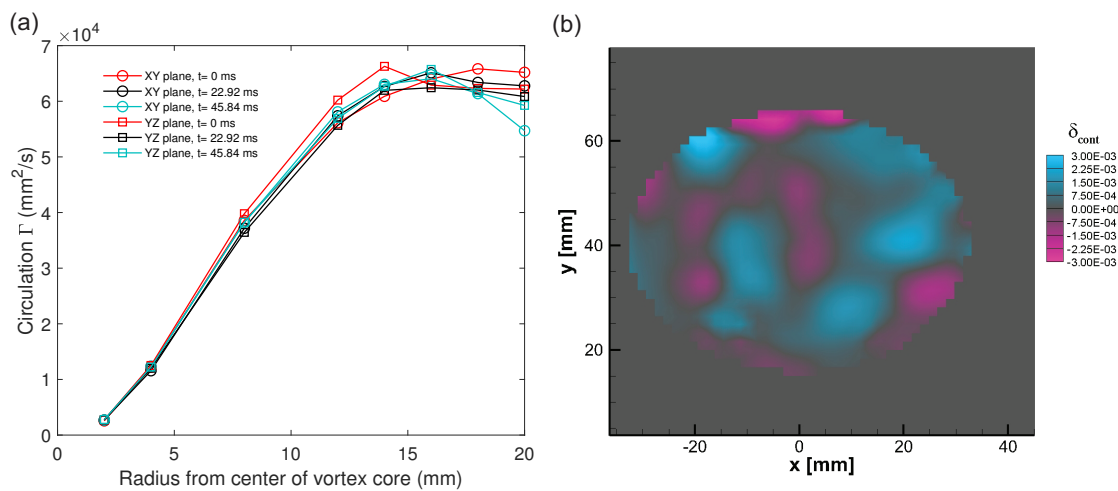 (a)
× 10⁴
7
6
5
4
3
2
1
0
Circulation Γ (mm²/s)
XY plane, t= 0 ms
XY plane, t= 22.92 ms
XY plane, t= 45.84 ms
YZ plane, t= 0 ms
YZ plane, t= 22.92 ms
YZ plane, t= 45.84 ms
0 5 10 15 20
Radius from center of vortex core (mm)
(b)
60
40
20
y [mm]
-20 0 20 40
x [mm]
δcont
3.00E-03
2.25E-03
1.50E-03
7.50E-04
0.00E+00
-7.50E-04
-1.50E-03
-2.25E-03
-3.00E-03